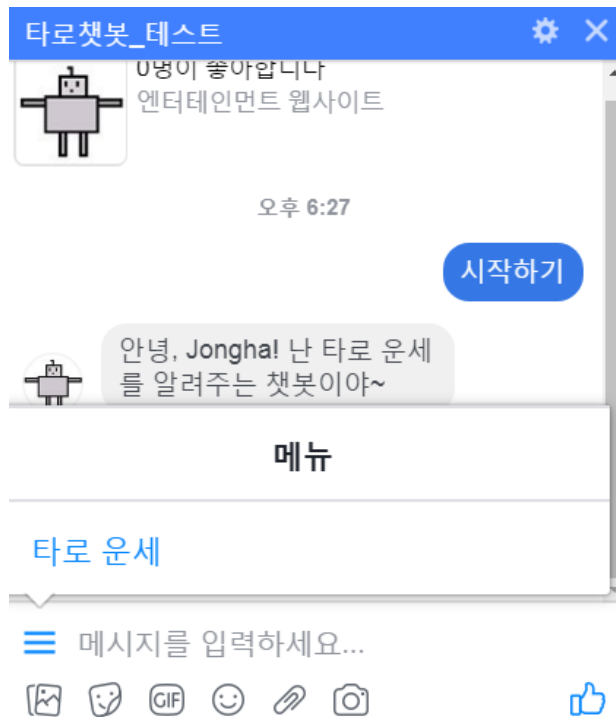 타로챗봇_테스트
0명이 좋아합니다
엔터테인먼트 웹사이트
오후 6:27
시작하기
안녕, Jongha! 난 타로 운세
를 알려주는 챗봇이야~
메뉴
타로 운세
메시지를 입력하세요...
GIF